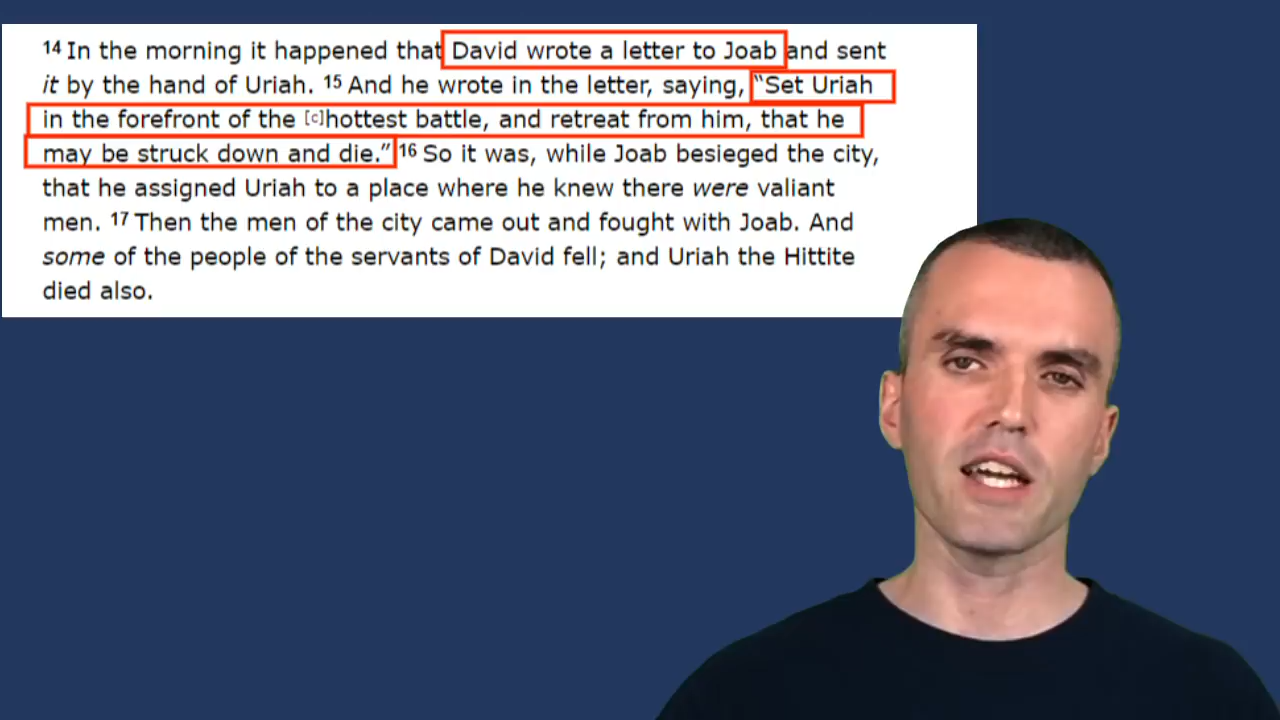 14 In the morning it happened that David wrote a letter to Joab and sent
it by the hand of Uriah. 15 And he wrote in the letter, saying, “Set Uriah
in the forefront of the [c]hottest battle, and retreat from him, that he
may be struck down and die.” 16 So it was, while Joab besieged the city,
that he assigned Uriah to a place where he knew there were valiant
men. 17 Then the men of the city came out and fought with Joab. And
some of the people of the servants of David fell; and Uriah the Hittite
died also.